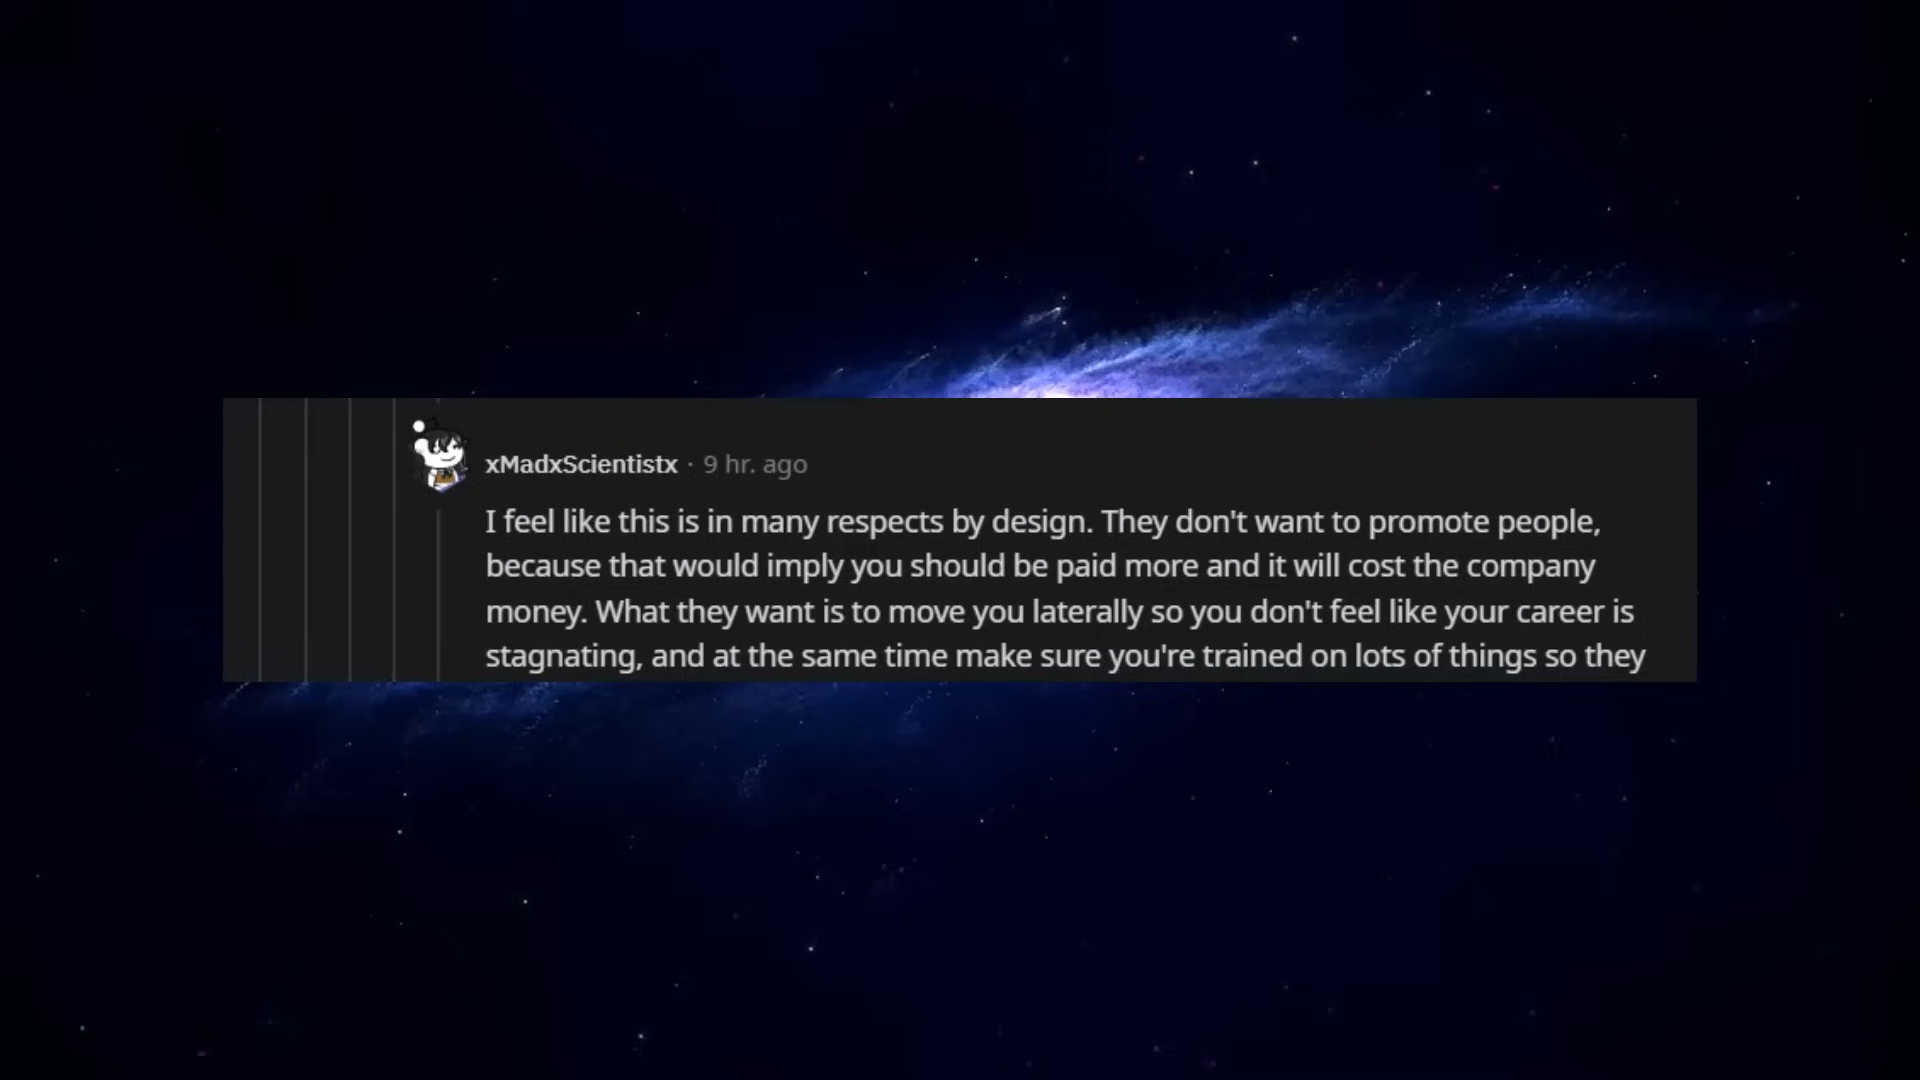 xMadxScientistx · 9 hr. ago
I feel like this is in many respects by design. They don't want to promote people,
because that would imply you should be paid more and it will cost the company
money. What they want is to move you laterally so you don't feel like your career is
stagnating, and at the same time make sure you're trained on lots of things so they